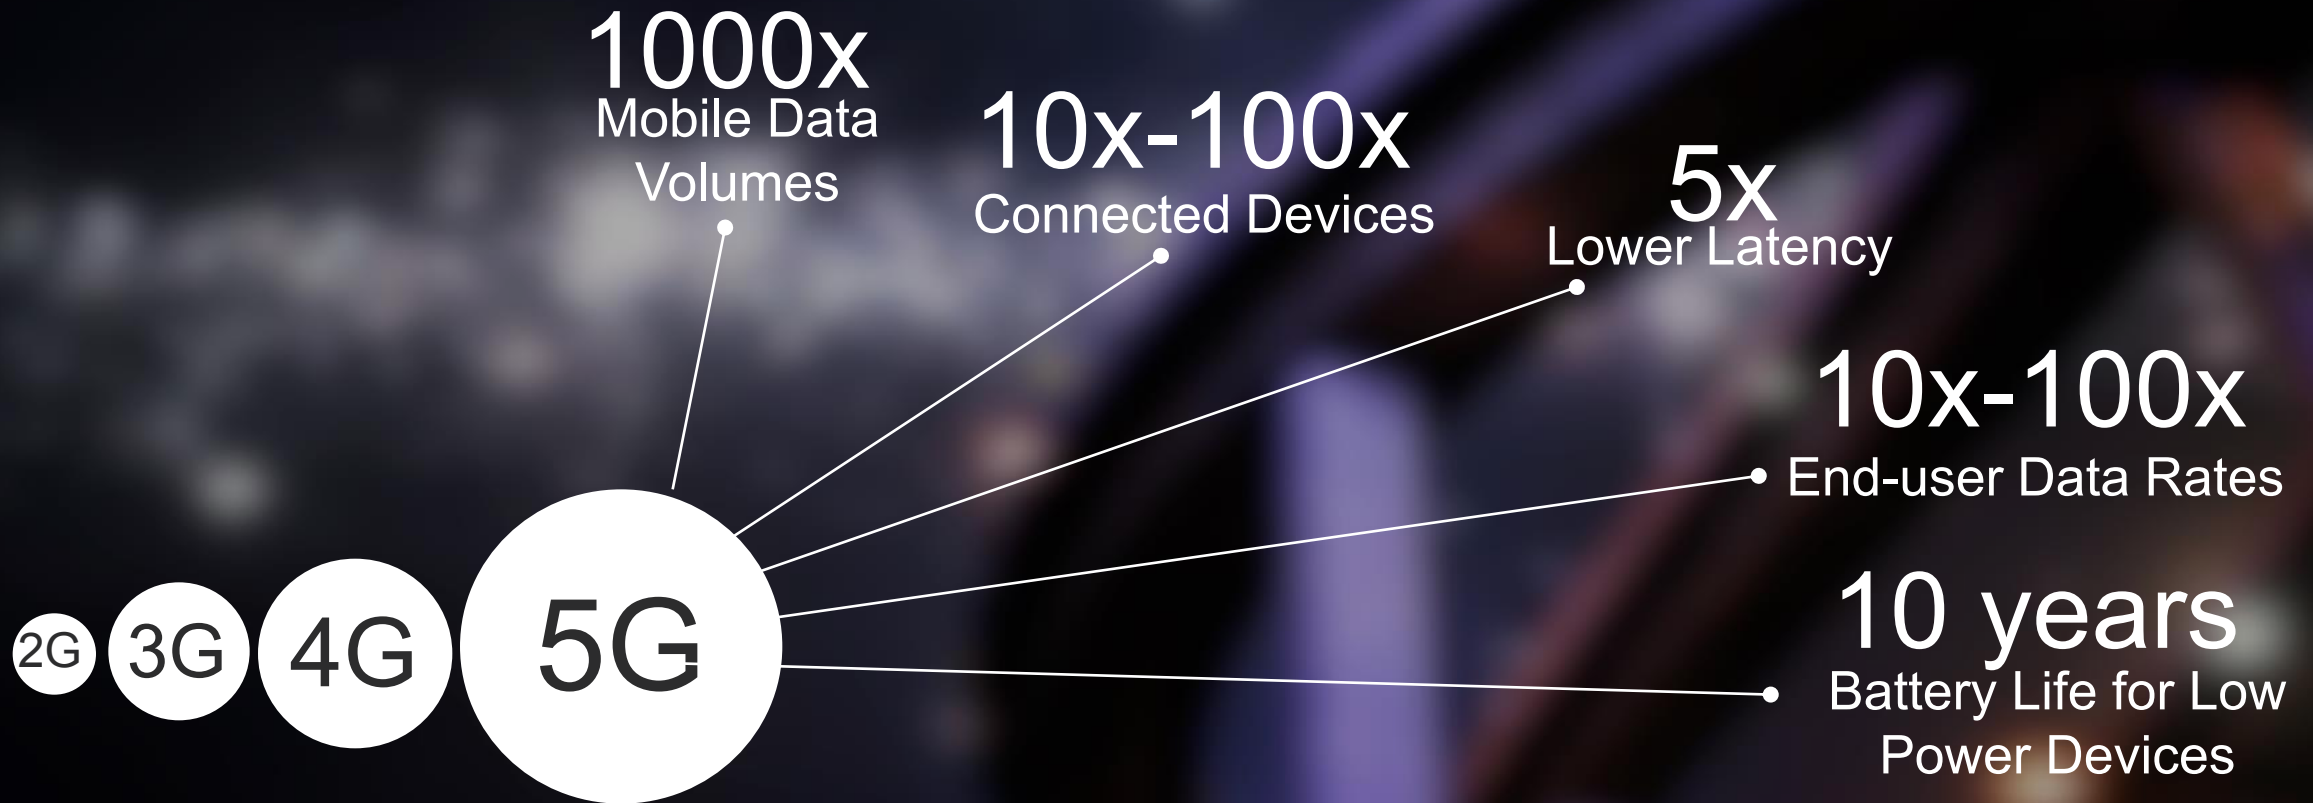 1000x
Mobile Data
Volumes
10x-100x
Connected Devices
5x
Lower Latency
10x-100x
End-user Data Rates
10 years
Battery Life for Low
Power Devices
2G
3G
4G
5G